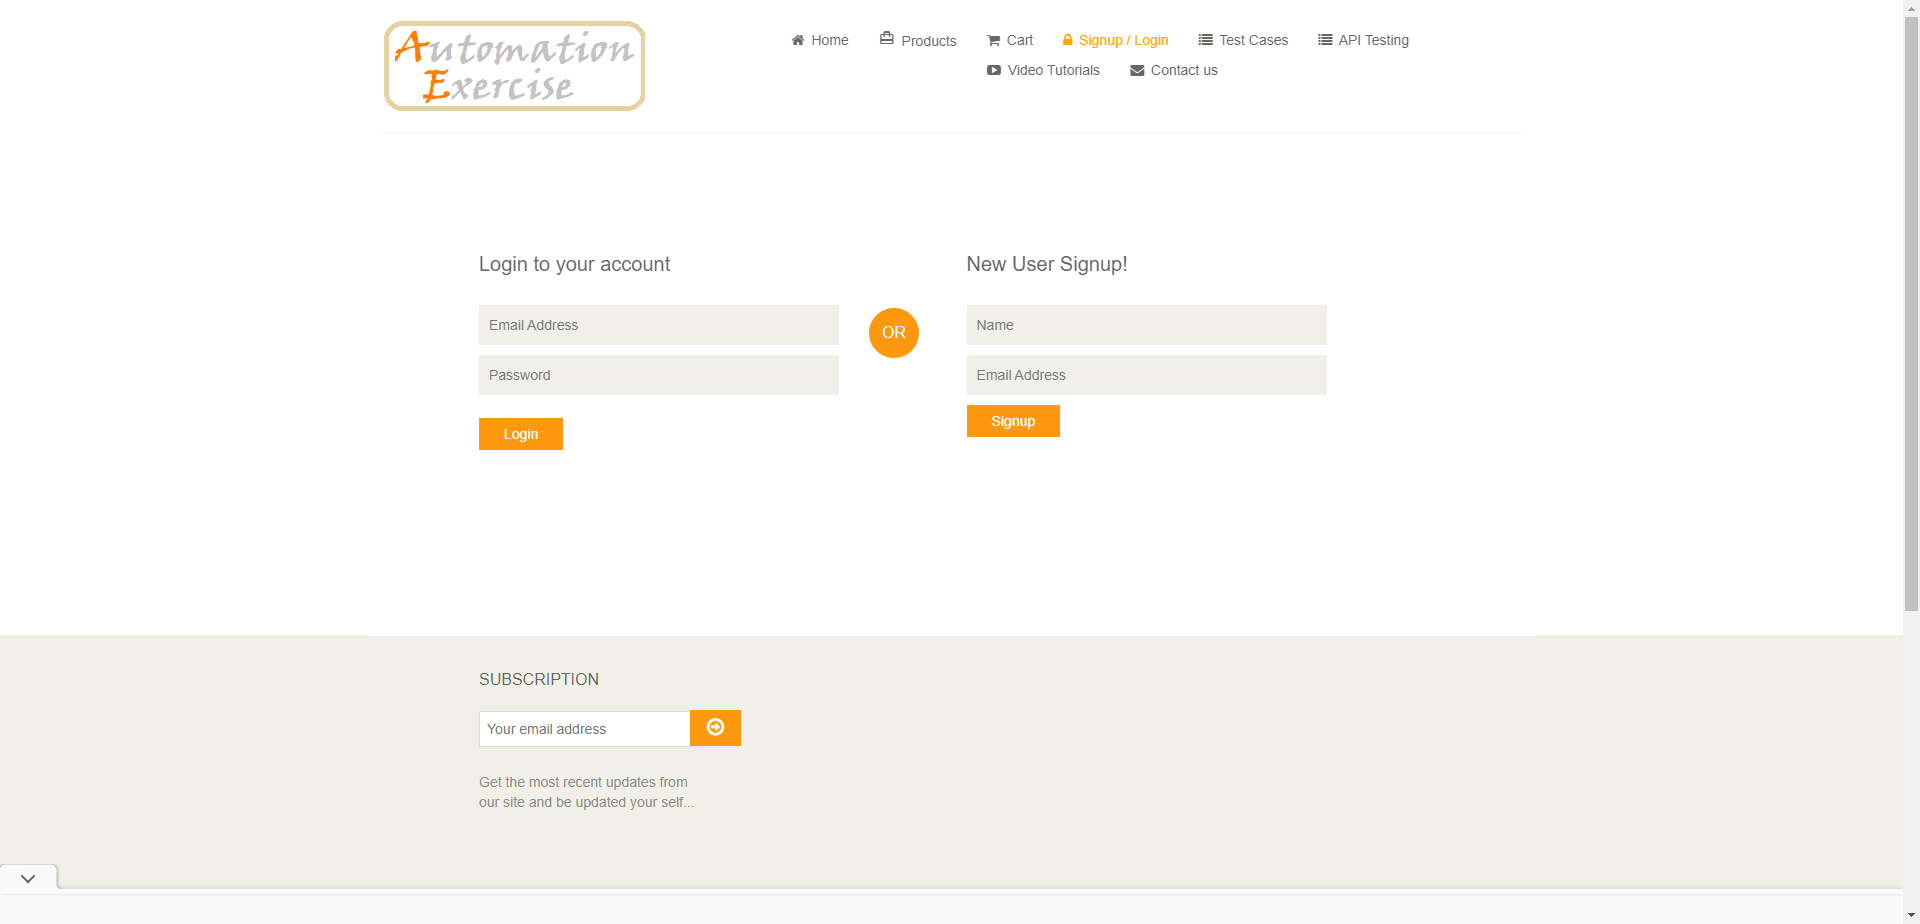 Automation
Exercise
Home Products Cart Signup / Login Test Cases API Testing
Video Tutorials Contact us
Login to your account
Email Address
Password
Login
OR
New User Signup!
Name
Email Address
Signup
SUBSCRIPTION
Your email address
Get the most recent updates from
our site and be updated your self...